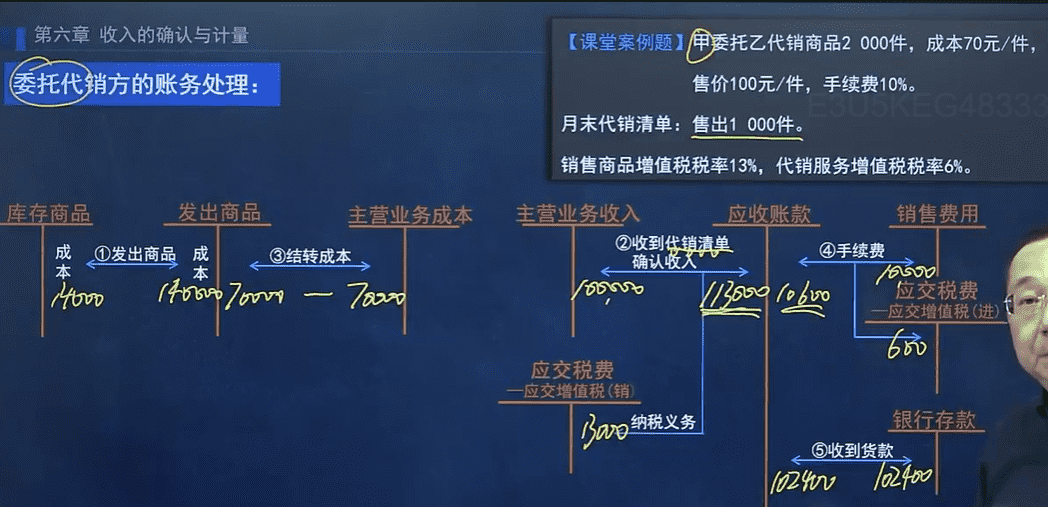 第六章 收入的确认与计量
委托代销方的账务处理：
【课堂案例题】甲委托乙代销商品2 000件，成本70元/件，
售价100元/件，手续费10%。
E3U5KEG48333
月末代销清单：售出1 000件。
销售商品增值税税率13%，代销服务增值税税率6%。
库存商品 发出商品 主营业务成本 主营业务收入 应收账款 销售费用
成本 ①发出商品 成本 ③结转成本 ②收到代销清单 ④手续费
确认收入
14000 140000 70000 — 70000 100,000 113000 10600 10,000
应交税费
—应交增值税(进)
600
应交税费
—应交增值税(销)
13000 纳税义务
银行存款
⑤收到货款
102400 102400